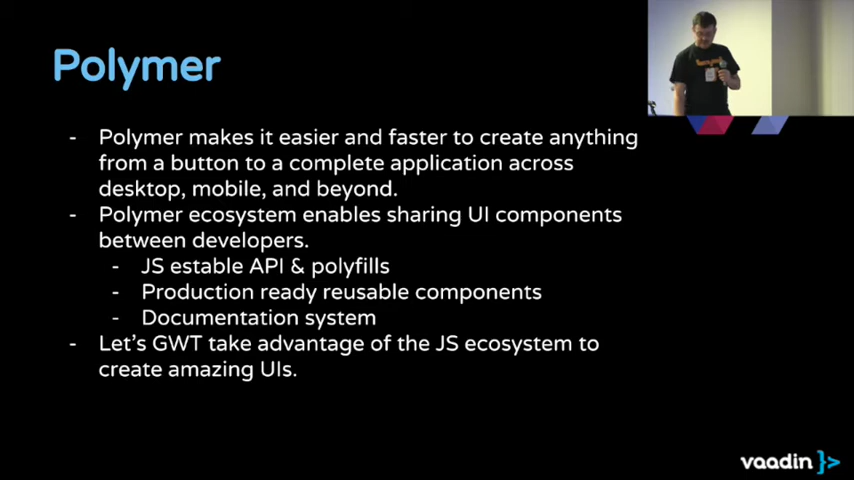 Polymer
- Polymer makes it easier and faster to create anything
from a button to a complete application across
desktop, mobile, and beyond.
- Polymer ecosystem enables sharing UI components
between developers.
- JS estable API & polyfills
- Production ready reusable components
- Documentation system
- Let's GWT take advantage of the JS ecosystem to
create amazing UIs.
vaadin }>